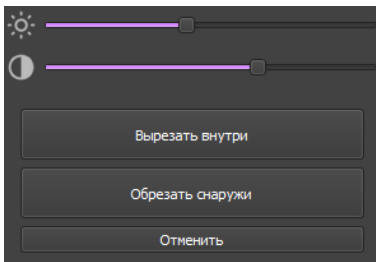 Вырезать внутри
Обрезать снаружи
Отменить